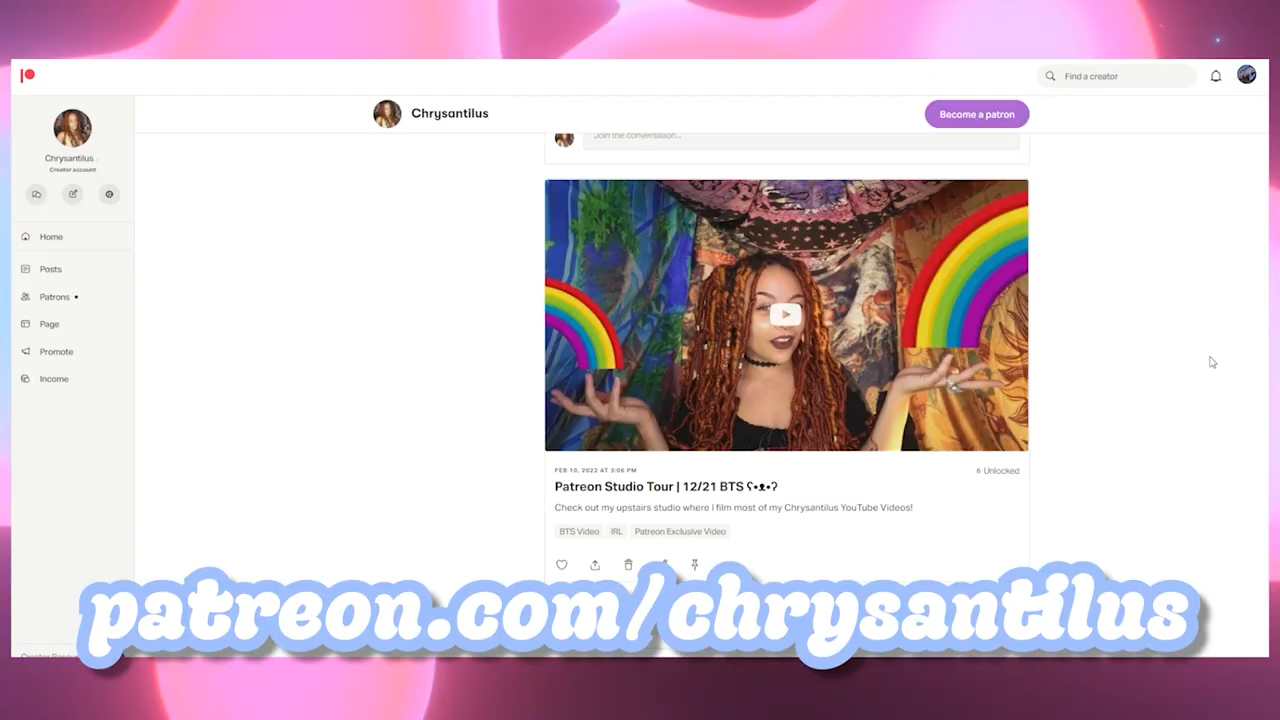 Find a creator
Chrysantilus
Become a patron
Chrysantilus
Creator account
Join the conversation...
Home
Posts
Patrons
Page
Promote
Income
FEB 10, 2022 AT 3:06 PM
6 Unlocked
Patreon Studio Tour | 12/21 BTS ʕ•ᴥ•ʔ
Check out my upstairs studio where I film most of my Chrysantilus YouTube Videos!
BTS Video IRL Patreon Exclusive Video
patreon.com/chrysantilus